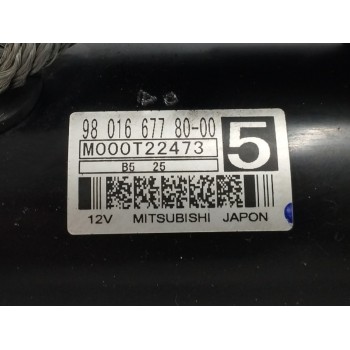 98 016 677 80-00
5
M000T22473
B5 25
12V MITSUBISHI JAPON